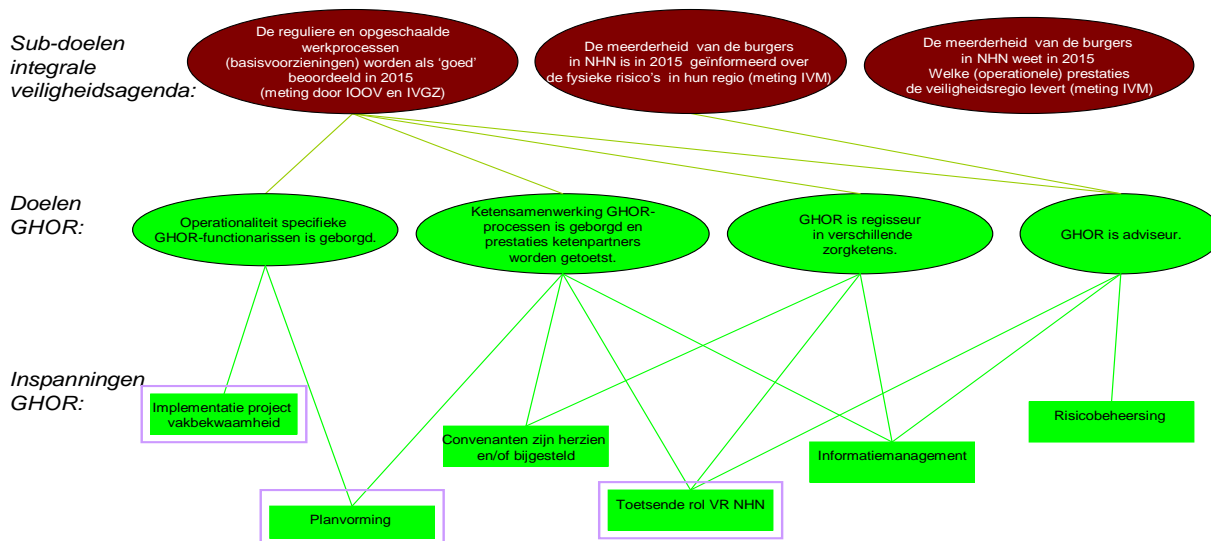 Sub-doelen
integrale
veiligheidsagenda:
De reguliere en opgeschaalde
werkprocessen
(basisvoorzieningen) worden als ‘goed’
beoordeeld in 2015
(meting door IOOV en IVGZ)
De meerderheid van de burgers
in NHN is in 2015 geïnformeerd over
de fysieke risico’s in hun regio (meting IVM)
De meerderheid van de burgers
in NHN weet in 2015
Welke (operationele) prestaties
de veiligheidsregio levert (meting IVM)
Doelen
GHOR:
Operationaliteit specifieke
GHOR-functionarissen is geborgd.
Ketensamenwerking GHOR-
processen is geborgd en
prestaties ketenpartners
worden getoetst.
GHOR is regisseur
in verschillende
zorgketens.
GHOR is adviseur.
Inspanningen
GHOR:
Implementatie project
vakbekwaamheid
Convenanten zijn herzien
en/of bijgesteld
Informatiemanagement
Risicobeheersing
Planvorming
Toetsende rol VR NHN